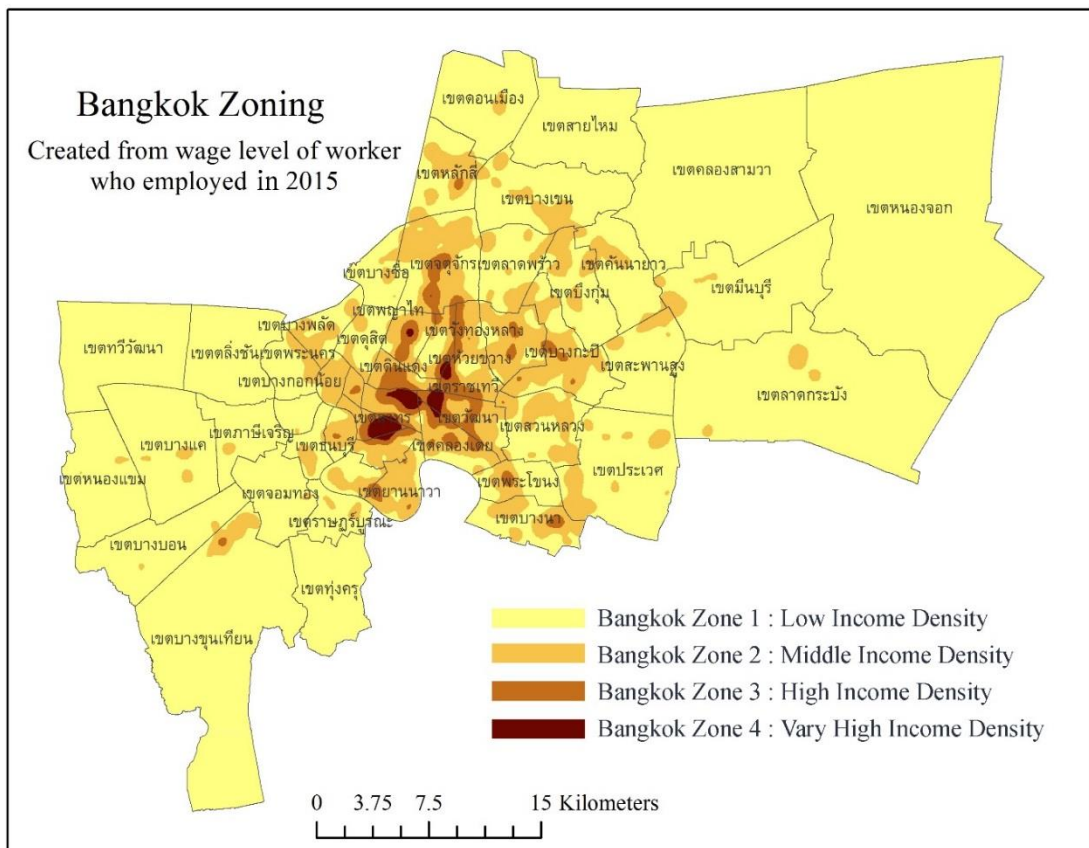 Bangkok Zoning
Created from wage level of worker
who employed in 2015
เขตดอนเมือง
เขตสายไหม
เขตคลองสามวา
เขตหนองจอก
เขตหลักสี่
เขตบางเขน
เขตจตุจักร
เขตลาดพร้าว
เขตคันนายาว
เขตบางซื่อ
เขตบึงกุ่ม
เขตมีนบุรี
เขตพญาไท
เขตบางพลัด
เขตวังทองหลาง
เขตทวีวัฒนา
เขตดุสิต
เขตตลิ่งชัน
เขตพระนคร
เขตห้วยขวาง
เขตบางกะปิ
เขตสะพานสูง
เขตดินแดง
เขตบางกอกน้อย
เขตราชเทวี
เขตลาดกระบัง
เขตสาทร
เขตวัฒนา
เขตสวนหลวง
เขตบางแค
เขตภาษีเจริญ
เขตธนบุรี
เขตคลองเตย
เขตหนองแขม
เขตประเวศ
เขตจอมทอง
เขตยานนาวา
เขตพระโขนง
เขตราษฎร์บูรณะ
เขตบางนา
เขตบางบอน
เขตทุ่งครุ
เขตบางขุนเทียน
Bangkok Zone 1 : Low Income Density
Bangkok Zone 2 : Middle Income Density
Bangkok Zone 3 : High Income Density
Bangkok Zone 4 : Vary High Income Density
0 3.75 7.5 15 Kilometers